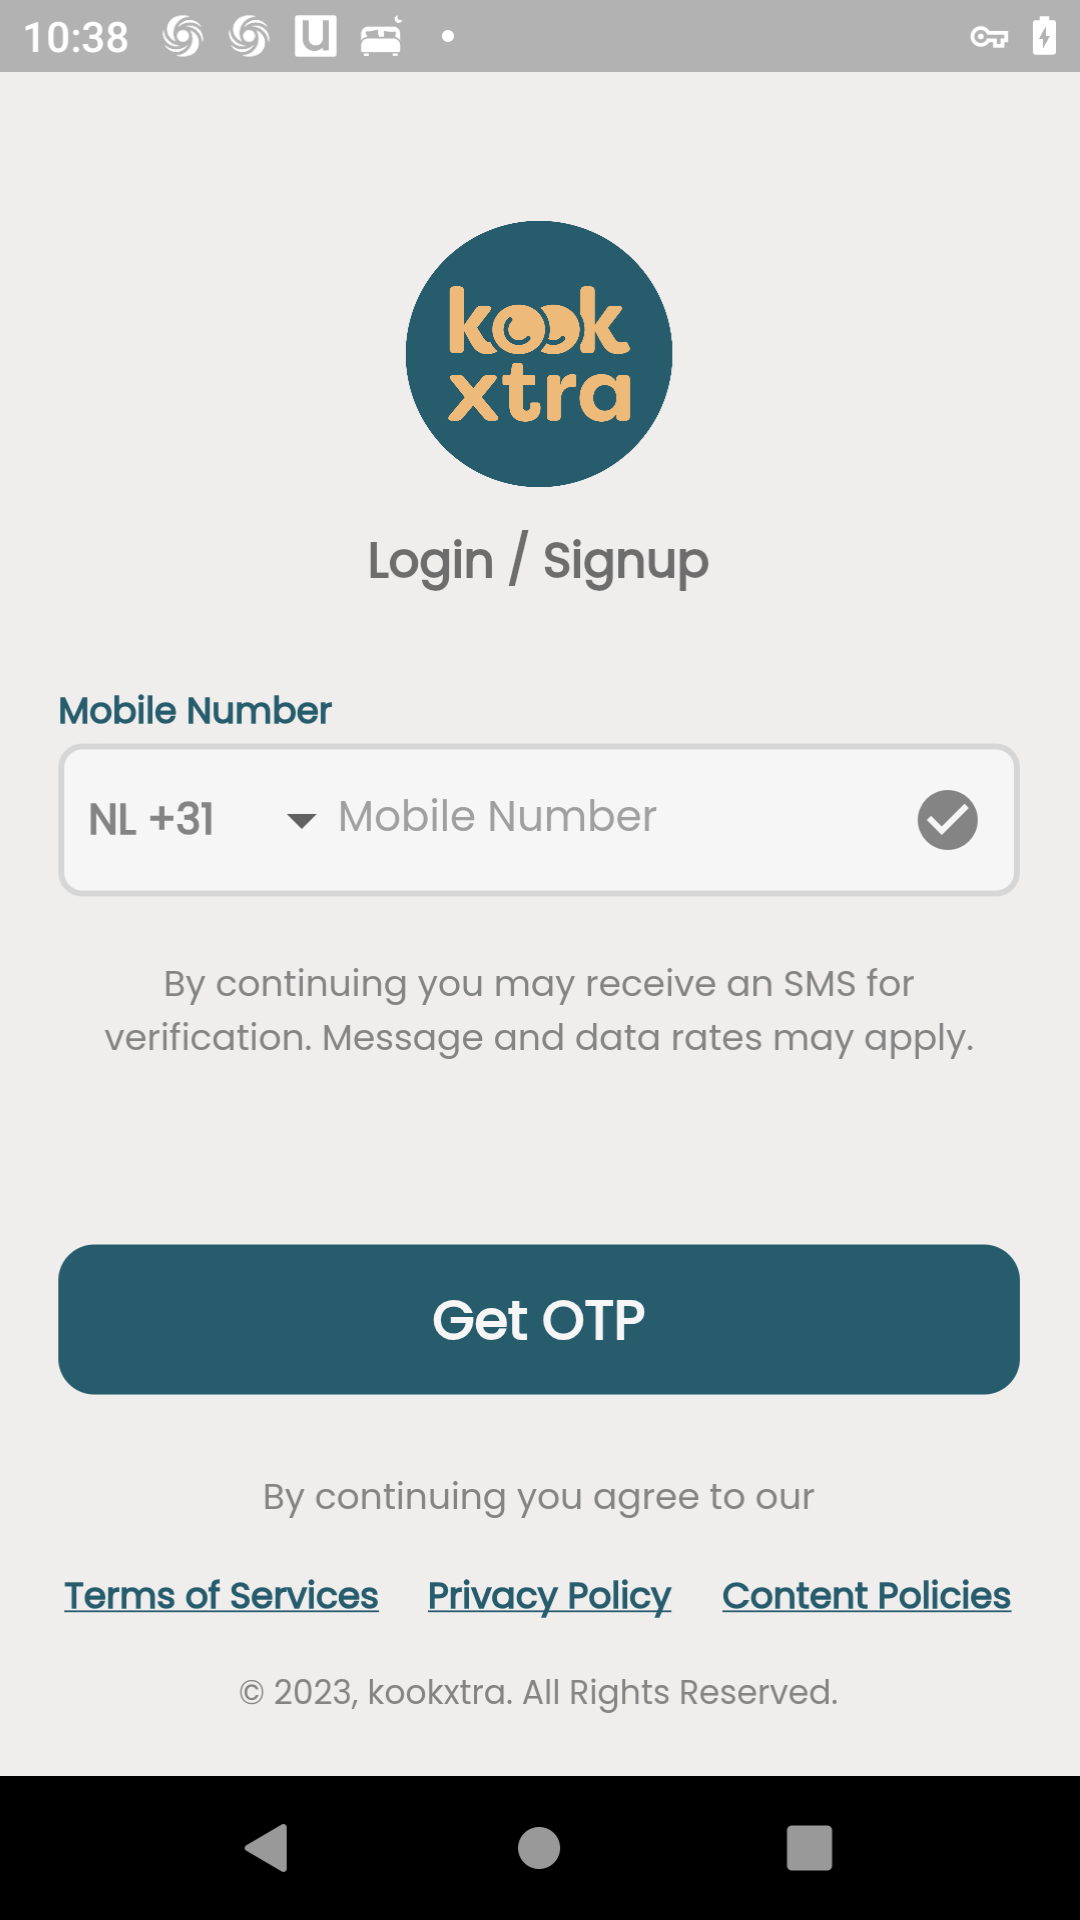 10:38
kook
xtra
Login / Signup
Mobile Number
NL +31 Mobile Number
By continuing you may receive an SMS for
verification. Message and data rates may apply.
Get OTP
By continuing you agree to our
Terms of Services Privacy Policy Content Policies
© 2023, kookxtra. All Rights Reserved.